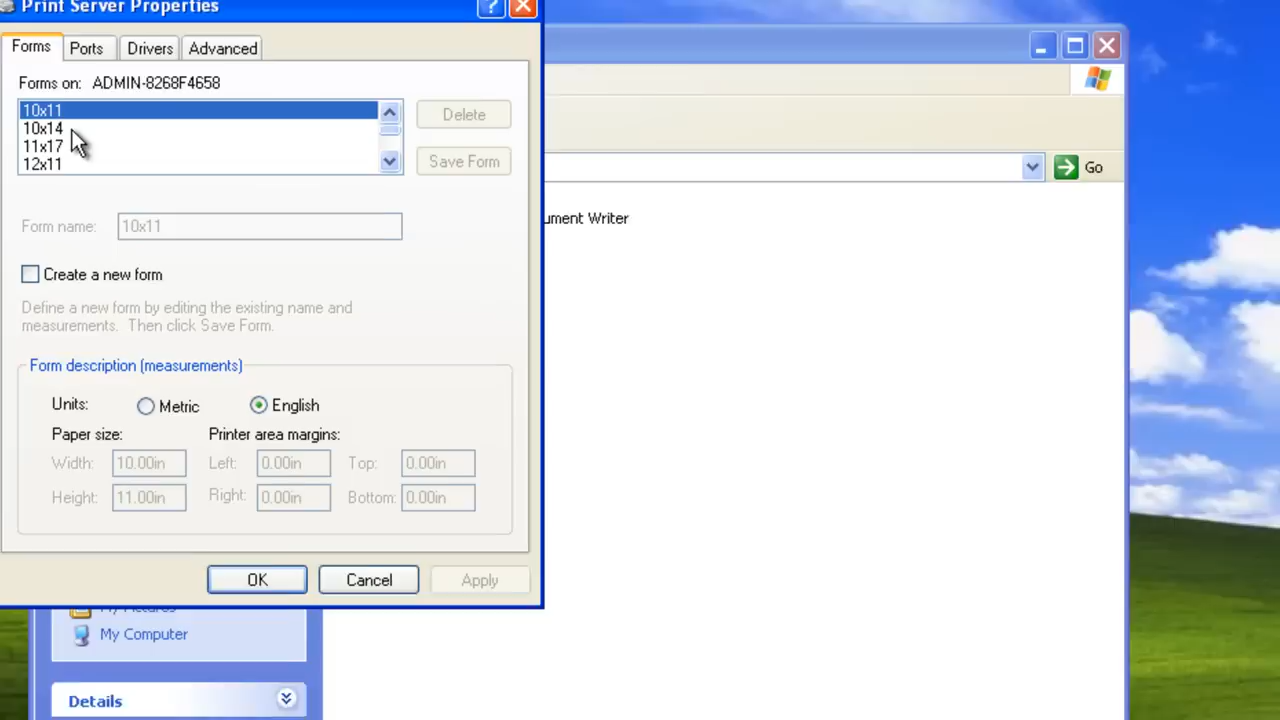 Print Server Properties
Forms
Ports
Drivers
Advanced
Forms on: ADMIN-8268F4658
10x11
10x14
11x17
12x11
Delete
Save Form
Form name: 10x11
Create a new form
Define a new form by editing the existing name and
measurements. Then click Save Form.
Form description (measurements)
Units: Metric English
Paper size: Printer area margins:
Width: 10.00in Left: 0.00in Top: 0.00in
Height: 11.00in Right: 0.00in Bottom: 0.00in
OK
Cancel
Apply
Go
ument Writer
My Pictures
My Computer
Details